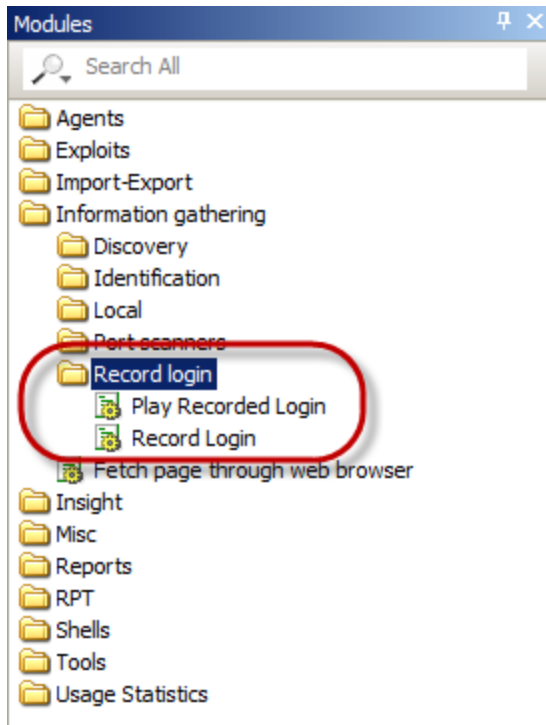 Modules
Search All
Agents
Exploits
Import-Export
Information gathering
Discovery
Identification
Local
Port scanners
Record login
Play Recorded Login
Record Login
Fetch page through web browser
Insight
Misc
Reports
RPT
Shells
Tools
Usage Statistics